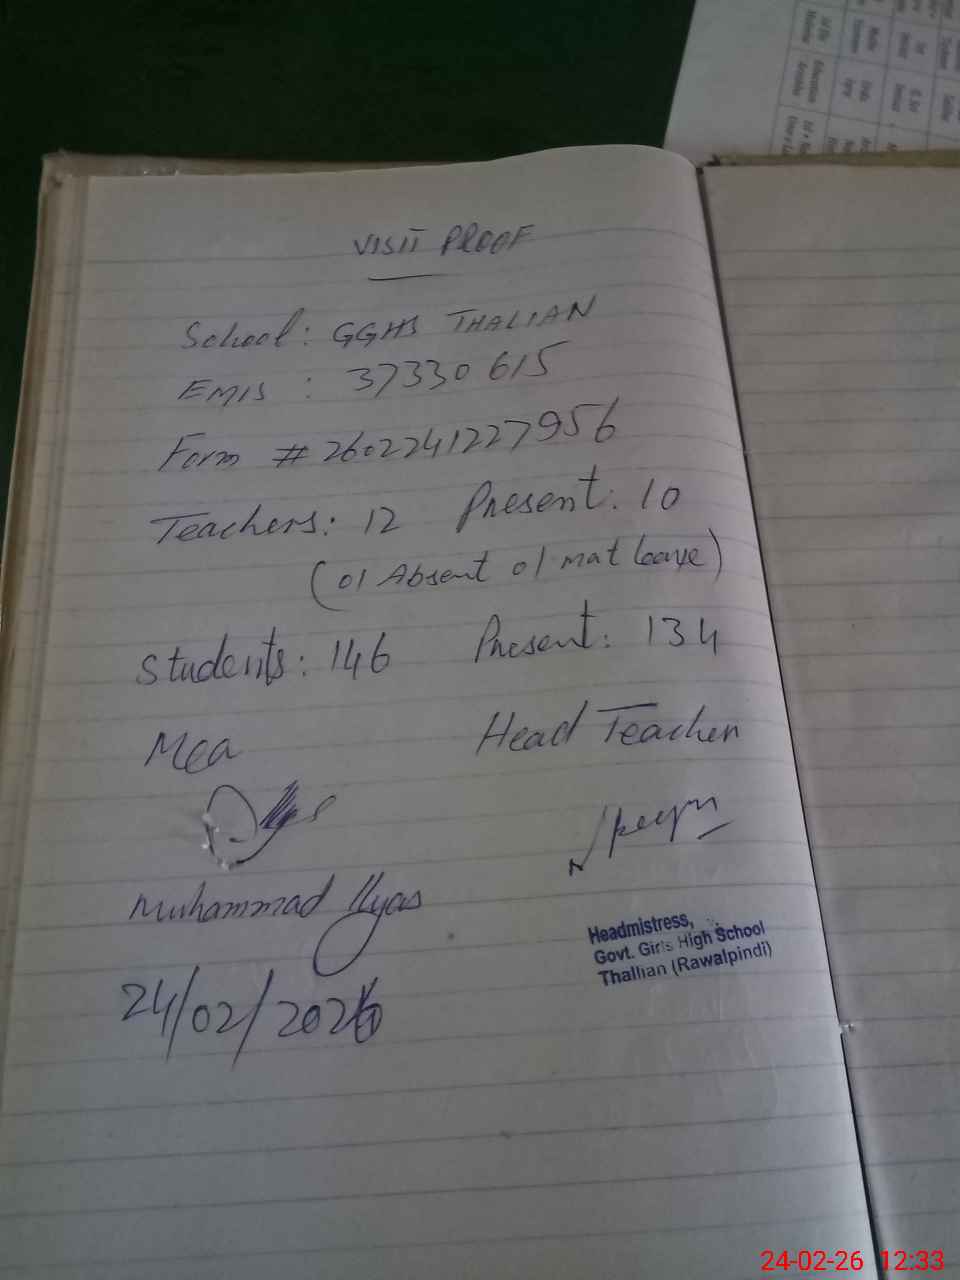 VISIT PROOF
School: GGHS THALIAN
EMIS : 37330615
Form # 2602241227956
Teachers: 12 Present: 10
(01 Absent 01 mat leave)
Students: 146 Present: 134
Mea Head Teacher
Muhammad Ilyas
Headmistress,
Govt. Girls High School
Thallian (Rawalpindi)
24/02/2026
24-02-26 12:33